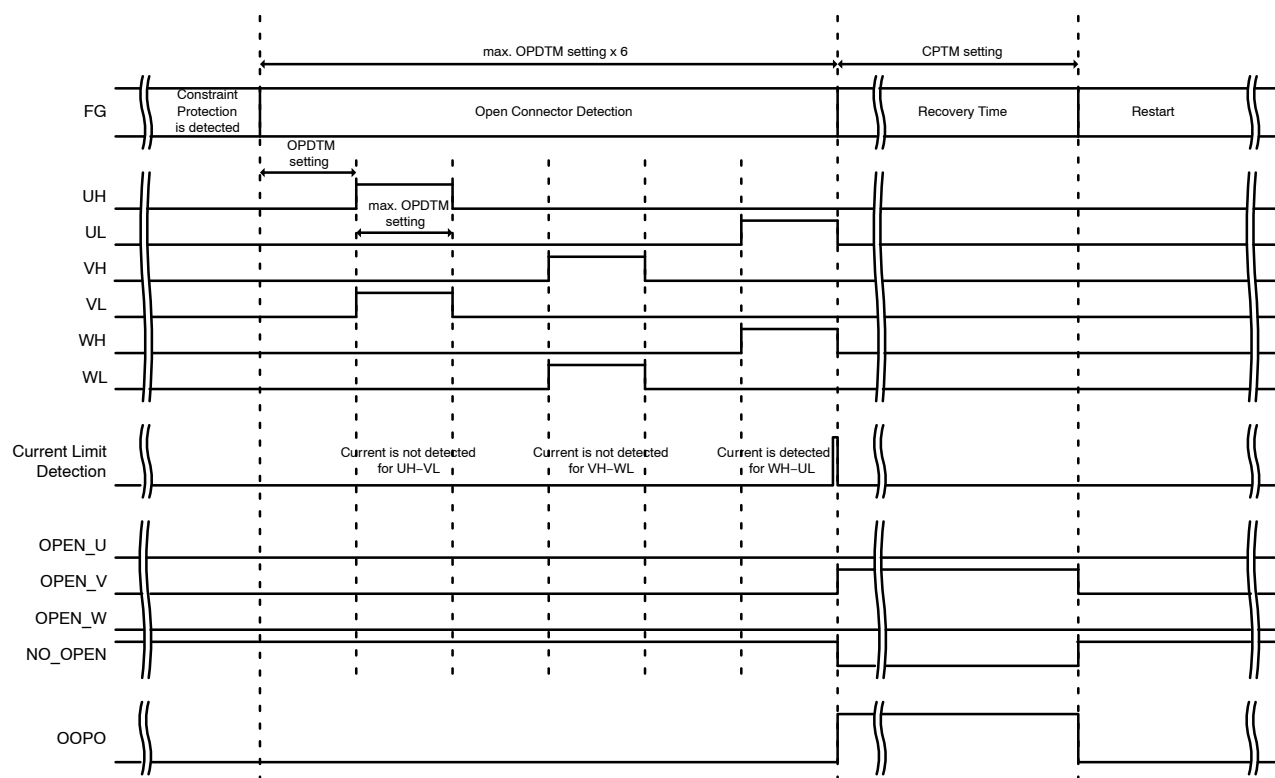 max. OPDTM setting x 6
CPTM setting
FG
Constraint
Protection
is detected
Open Connector Detection
Recovery Time
Restart
OPDTM
setting
UH
max. OPDTM
setting
UL
VH
VL
WH
WL
Current Limit
Detection
Current is not detected
for UH−VL
Current is not detected
for VH−WL
Current is detected
for WH−UL
OPEN_U
OPEN_V
OPEN_W
NO_OPEN
OOPO